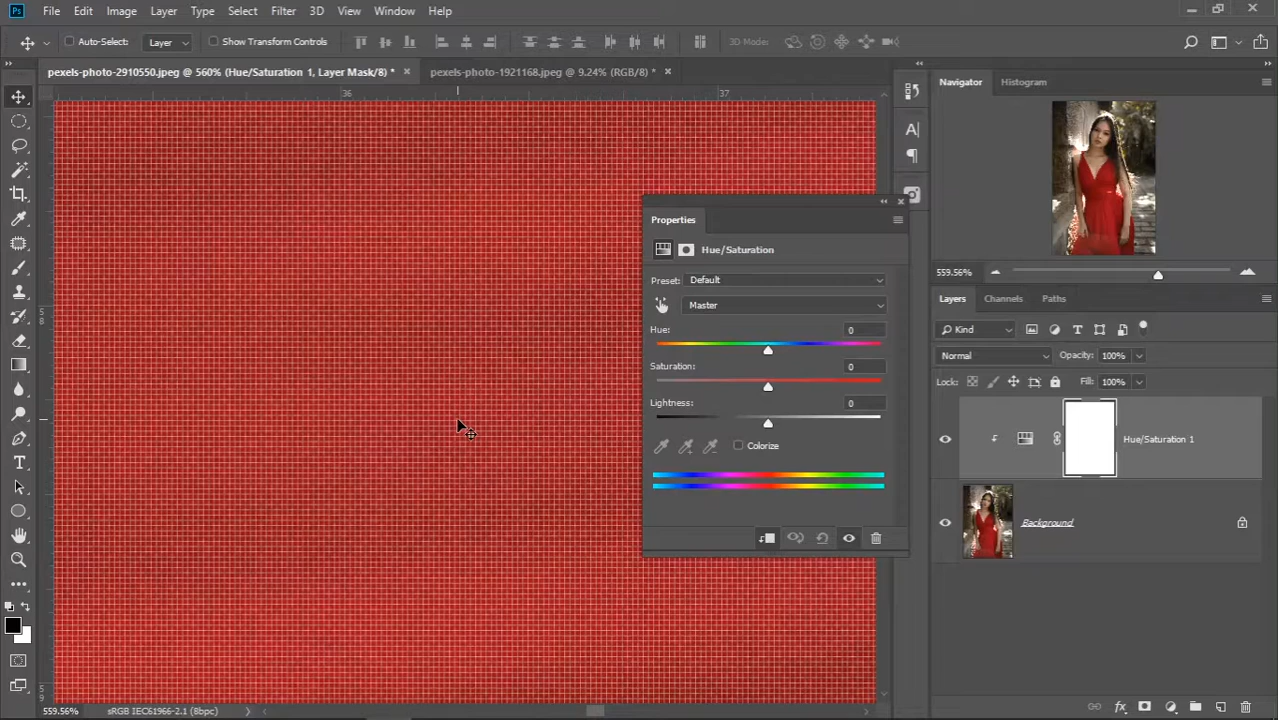 Ps File Edit Image Layer Type Select Filter 3D View Window Help
Auto-Select: Layer Show Transform Controls 3D Mode:
pexels-photo-2910550.jpeg @ 560% (Hue/Saturation 1, Layer Mask/8) * × pexels-photo-1921168.jpeg @ 9.24% (RGB/8) * ×
36 37
58
59
Navigator Histogram
559.56%
Properties
Hue/Saturation
Preset: Default
Master
Hue: 0
Saturation: 0
Lightness: 0
Colorize
Layers Channels Paths
Kind
Normal Opacity: 100%
Lock: Fill: 100%
Hue/Saturation 1
Background
559.56% sRGB IEC61966-2.1 (8bpc)